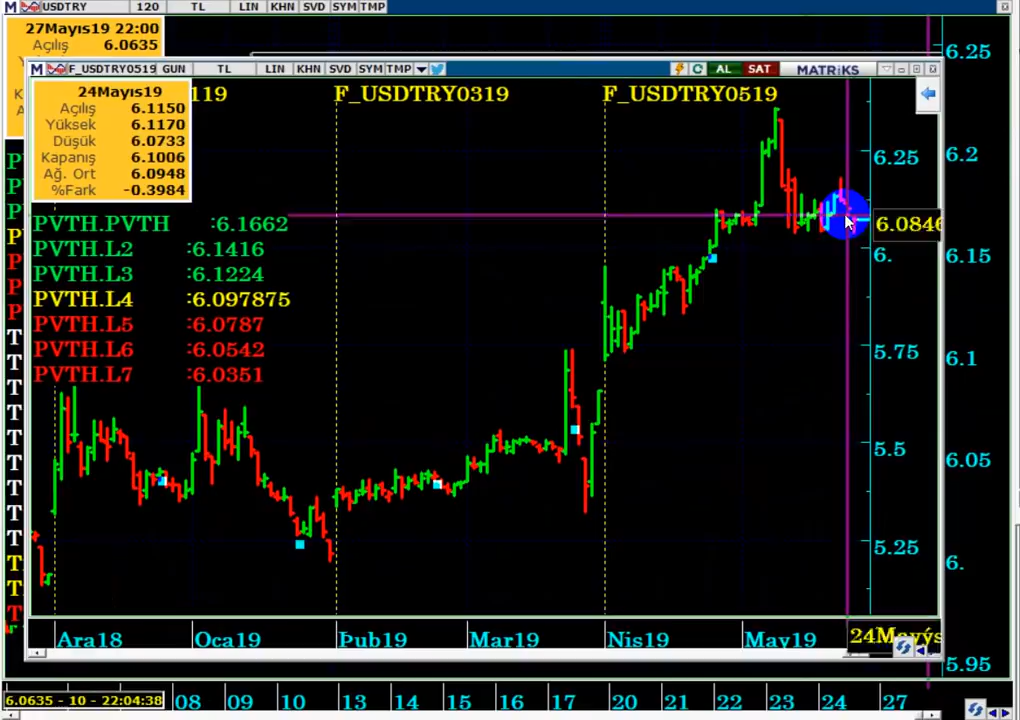 M USDTRY 120 TL LIN KHN SVD SYM TMP
27Mayıs19 22:00
Açılış 6.0635
6.25
M F_USDTRY0519 GUN TL LIN KHN SVD SYM TMP AL SAT MATRİKS
24Mayıs19
Açılış 6.1150
Yüksek 6.1170
Düşük 6.0733
Kapanış 6.1006
Ağ. Ort 6.0948
%Fark -0.3984
119 F_USDTRY0319 F_USDTRY0519
PVTH.PVTH :6.1662
PVTH.L2 :6.1416
PVTH.L3 :6.1224
PVTH.L4 :6.097875
PVTH.L5 :6.0787
PVTH.L6 :6.0542
PVTH.L7 :6.0351
6.25
6.0846
6.
5.75
5.5
5.25
6.2
6.15
6.1
6.05
6.
5.95
Ara18 Oca19 Þub19 Mar19 Nis19 May19 24Mayýs
6.0635 - 10 - 22:04:38 08 09 10 13 14 15 16 17 20 21 22 23 24 27